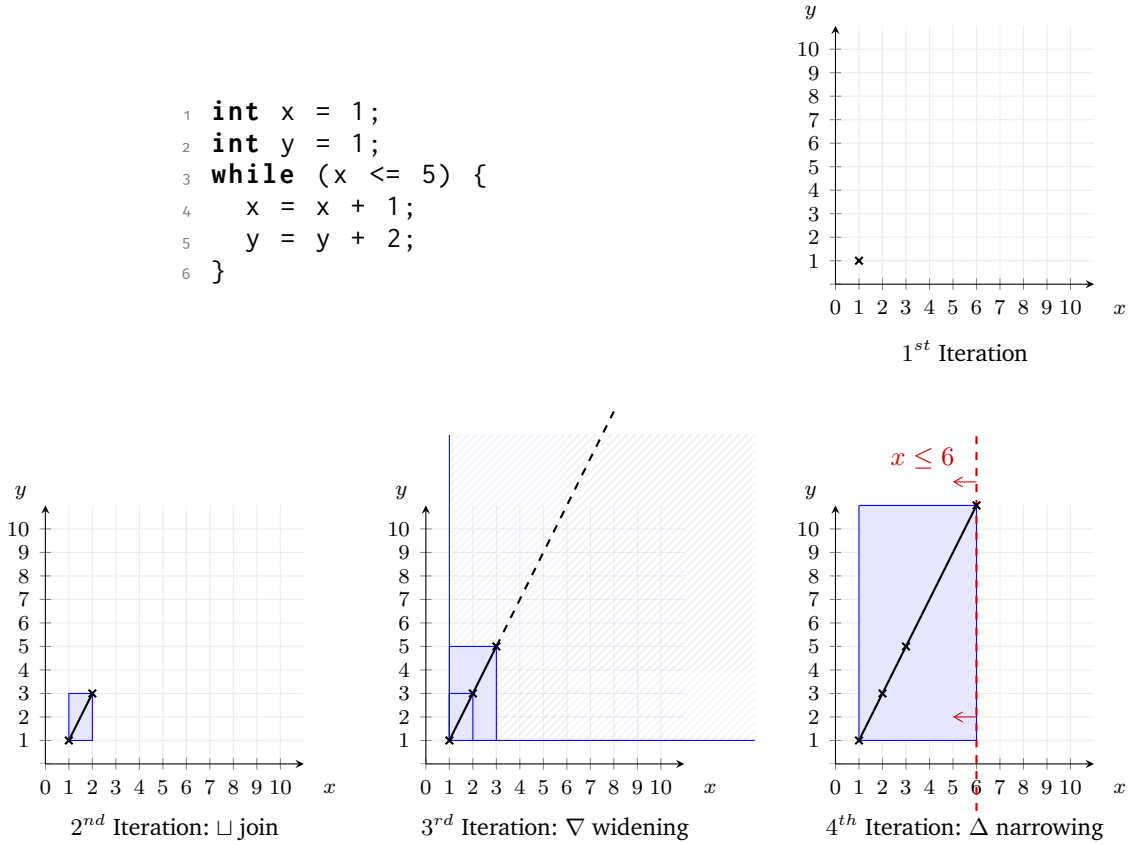 1 int x = 1;
2 int y = 1;
3 while (x <= 5) {
4   x = x + 1;
5   y = y + 2;
6 }
y
10
9
8
7
6
5
4
3
2
1
0 1 2 3 4 5 6 7 8 9 10 x
1st Iteration
y
10
9
8
7
6
5
4
3
2
1
0 1 2 3 4 5 6 7 8 9 10 x
2nd Iteration: ⊔ join
y
10
9
8
7
6
5
4
3
2
1
0 1 2 3 4 5 6 7 8 9 10 x
3rd Iteration: ∇ widening
x ≤ 6
y
10
9
8
7
6
5
4
3
2
1
0 1 2 3 4 5 6 7 8 9 10 x
4th Iteration: Δ narrowing